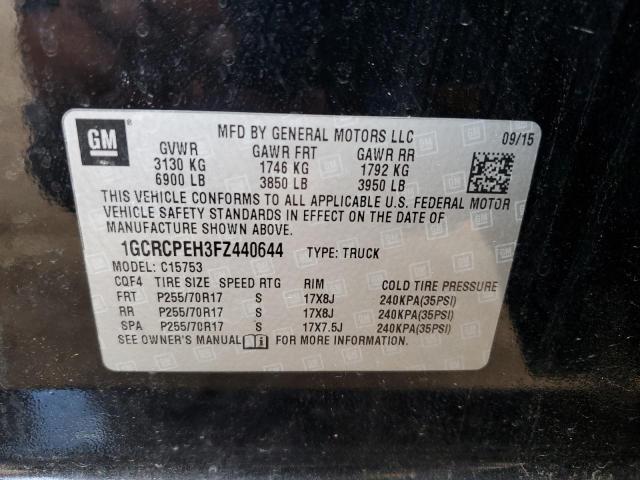 GM ®
MFD BY GENERAL MOTORS LLC 09/15
GVWR GAWR FRT GAWR RR
3130 KG 1746 KG 1792 KG
6900 LB 3850 LB 3950 LB
THIS VEHICLE CONFORMS TO ALL APPLICABLE U.S. FEDERAL MOTOR
VEHICLE SAFETY STANDARDS IN EFFECT ON THE DATE OF
MANUFACTURE SHOWN ABOVE.
1GCRCPEH3FZ440644 TYPE: TRUCK
MODEL: C15753
CQF4 TIRE SIZE SPEED RTG RIM COLD TIRE PRESSURE
FRT P255/70R17 S 17X8J 240KPA(35PSI)
RR P255/70R17 S 17X8J 240KPA(35PSI)
SPA P255/70R17 S 17X7.5J 240KPA(35PSI)
SEE OWNER'S MANUAL FOR MORE INFORMATION.